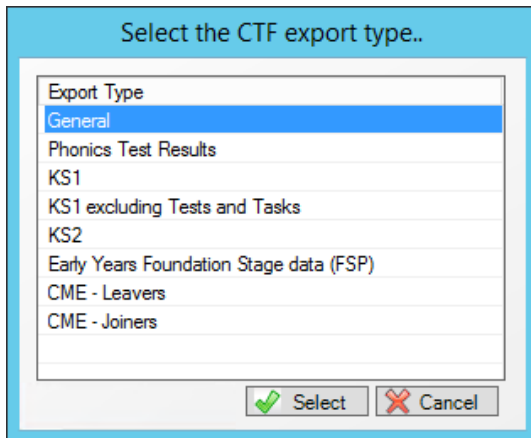 Select the CTF export type..
Export Type
General
Phonics Test Results
KS1
KS1 excluding Tests and Tasks
KS2
Early Years Foundation Stage data (FSP)
CME - Leavers
CME - Joiners
Select Cancel